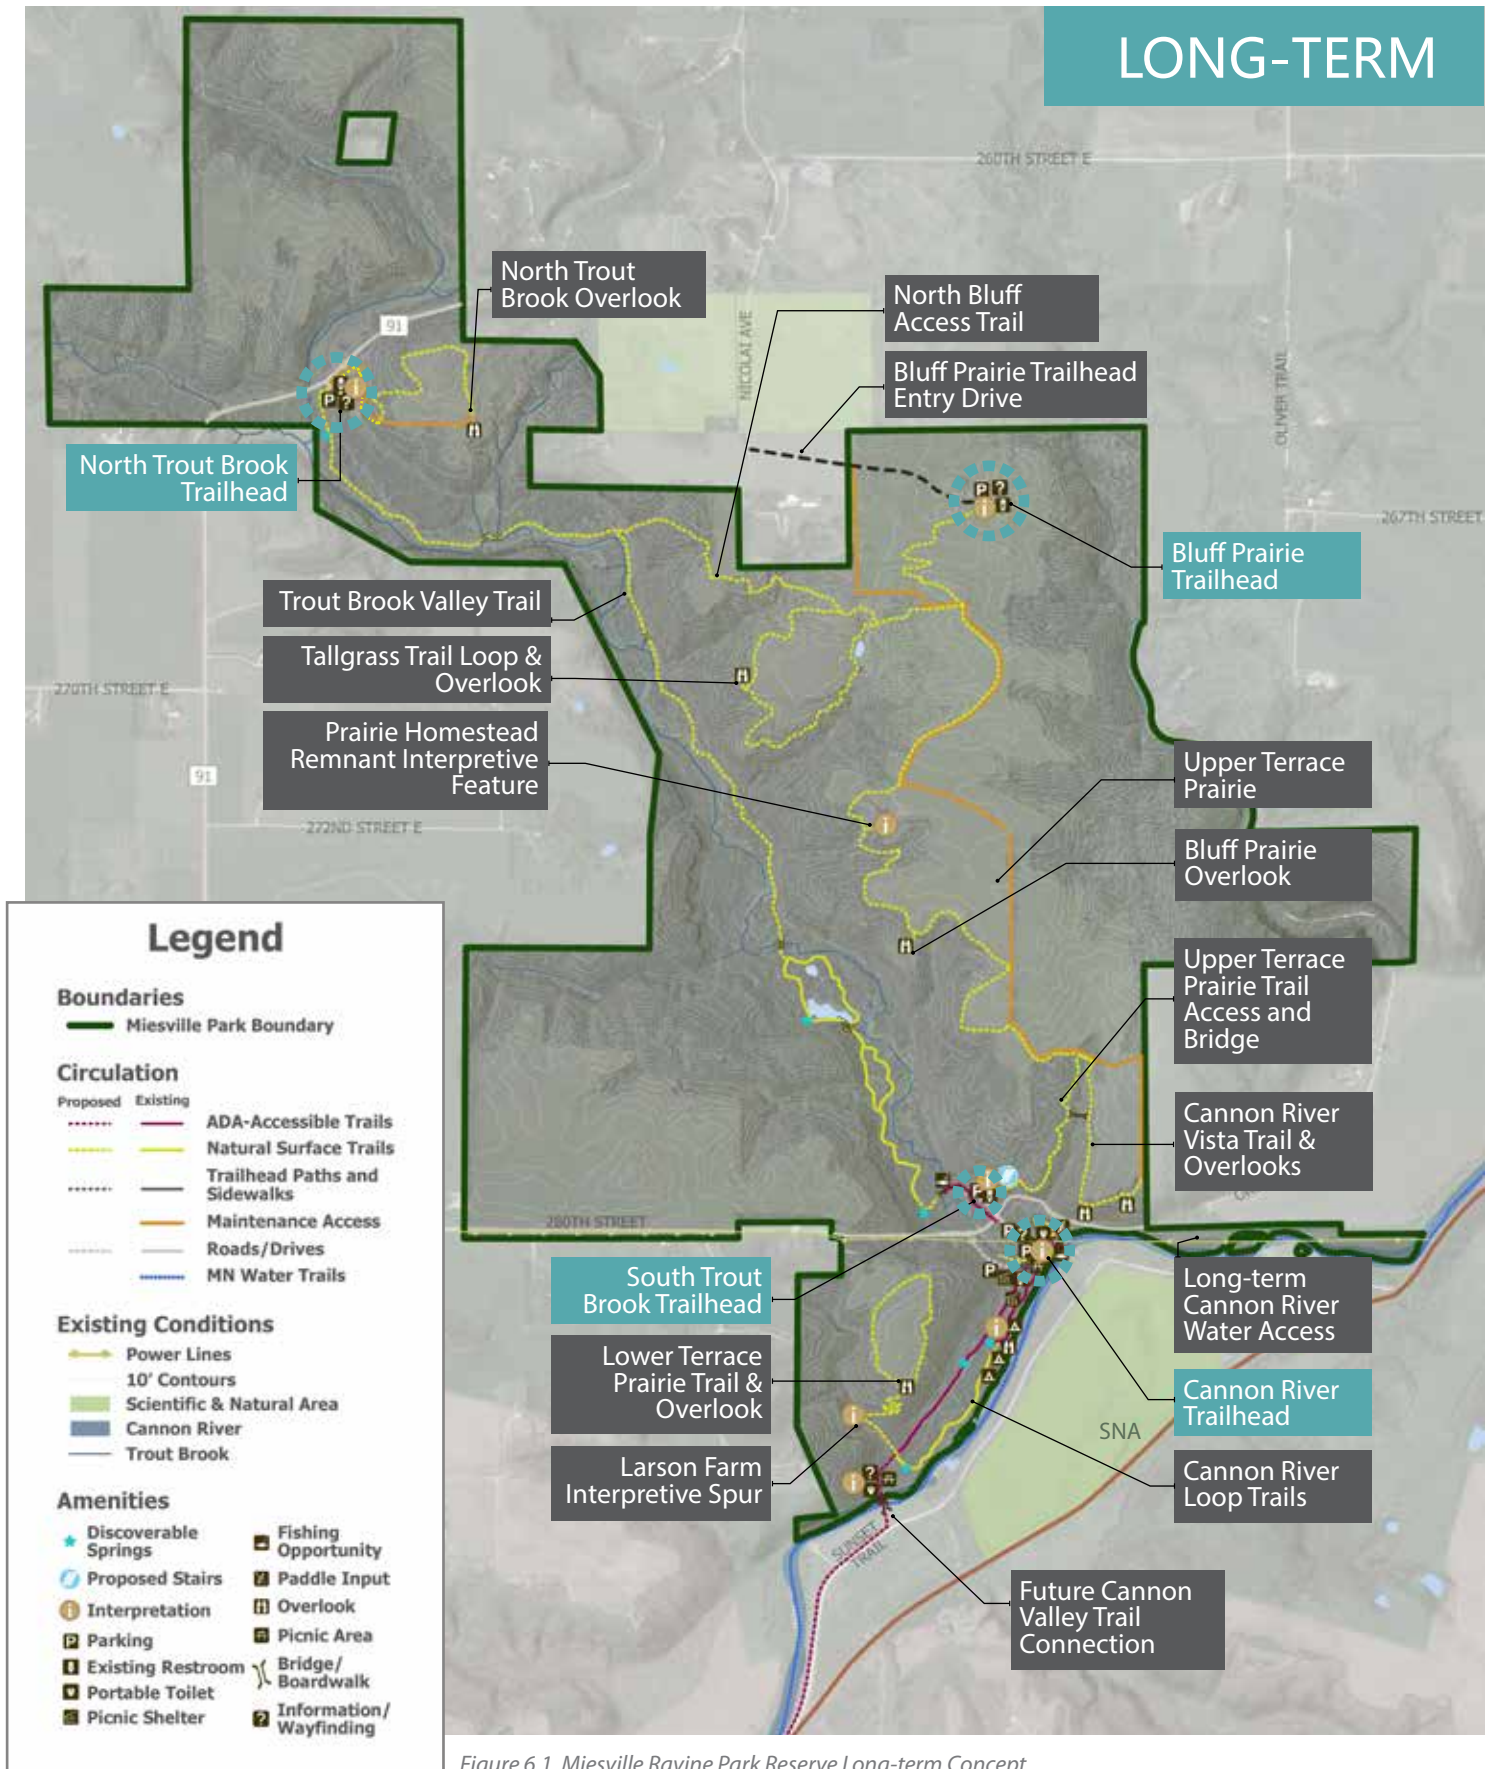 LONG-TERM
260TH STREET E
North Trout
Brook Overlook
North Bluff
Access Trail
91
NICOLAI AVE
Bluff Prairie Trailhead
Entry Drive
OLIVER TRAIL
North Trout Brook
Trailhead
267TH STREET
Bluff Prairie
Trailhead
Trout Brook Valley Trail
Tallgrass Trail Loop &
Overlook
270TH STREET E
Prairie Homestead
Remnant Interpretive
Feature
91
272ND STREET E
Upper Terrace
Prairie
Bluff Prairie
Overlook
Upper Terrace
Prairie Trail
Access and
Bridge
Cannon River
Vista Trail &
Overlooks
280TH STREET
South Trout
Brook Trailhead
Long-term
Cannon River
Water Access
Lower Terrace
Prairie Trail &
Overlook
Cannon River
Trailhead
SNA
Larson Farm
Interpretive Spur
Cannon River
Loop Trails
SUNSET
TRAIL
Future Cannon
Valley Trail
Connection
Legend
Boundaries
Miesville Park Boundary
Circulation
Proposed Existing
ADA-Accessible Trails
Natural Surface Trails
Trailhead Paths and
Sidewalks
Maintenance Access
Roads/Drives
MN Water Trails
Existing Conditions
Power Lines
10' Contours
Scientific & Natural Area
Cannon River
Trout Brook
Amenities
Discoverable
Springs
Proposed Stairs
Interpretation
Parking
Existing Restroom
Portable Toilet
Picnic Shelter
Fishing
Opportunity
Paddle Input
Overlook
Picnic Area
Bridge/
Boardwalk
Information/
Wayfinding
Figure 6.1 Miesville Ravine Park Reserve Long-term Concept